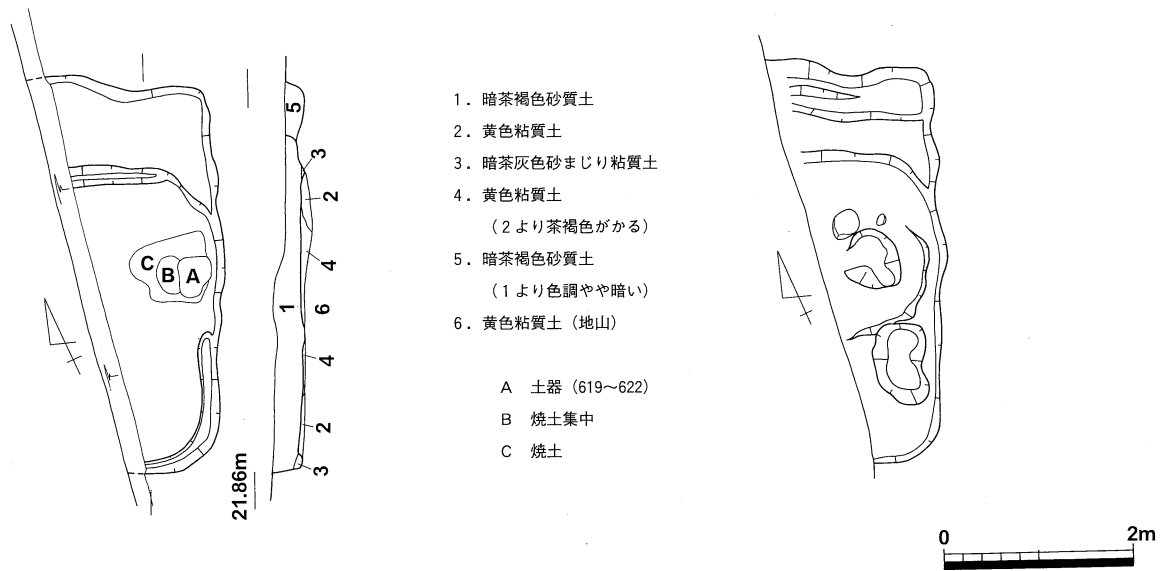 C
B
A
5
3
2
4
1
6
4
2
3
21.86m
1．暗茶褐色砂質土
2．黄色粘質土
3．暗茶灰色砂まじり粘質土
4．黄色粘質土
（2より茶褐色がかる）
5．暗茶褐色砂質土
（1より色調やや暗い）
6．黄色粘質土（地山）
A　土器（619〜622）
B　焼土集中
C　焼土
0　2m